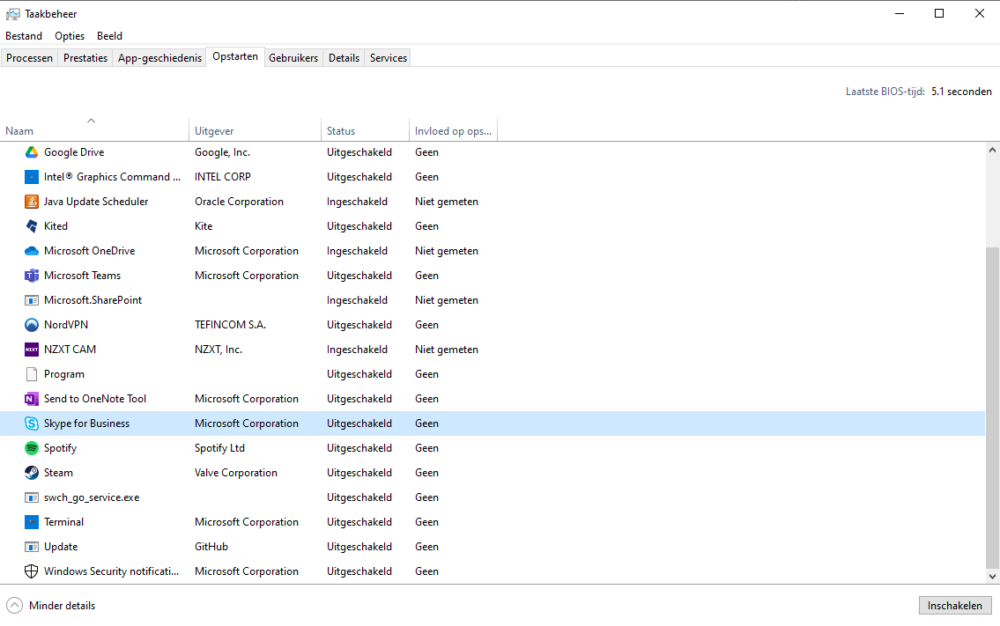 Taakbeheer
Bestand Opties Beeld
Processen Prestaties App-geschiedenis Opstarten Gebruikers Details Services
Laatste BIOS-tijd: 5.1 seconden
Naam Uitgever Status Invloed op ops...
Google Drive Google, Inc. Uitgeschakeld Geen
Intel® Graphics Command ... INTEL CORP Uitgeschakeld Geen
Java Update Scheduler Oracle Corporation Ingeschakeld Niet gemeten
Kited Kite Uitgeschakeld Geen
Microsoft OneDrive Microsoft Corporation Ingeschakeld Niet gemeten
Microsoft Teams Microsoft Corporation Uitgeschakeld Geen
Microsoft.SharePoint Ingeschakeld Niet gemeten
NordVPN TEFINCOM S.A. Uitgeschakeld Geen
NZXT NZXT CAM NZXT, Inc. Ingeschakeld Niet gemeten
Program Uitgeschakeld Geen
Send to OneNote Tool Microsoft Corporation Uitgeschakeld Geen
Skype for Business Microsoft Corporation Uitgeschakeld Geen
Spotify Spotify Ltd Uitgeschakeld Geen
Steam Valve Corporation Uitgeschakeld Geen
swch_go_service.exe Uitgeschakeld Geen
Terminal Microsoft Corporation Uitgeschakeld Geen
Update GitHub Uitgeschakeld Geen
Windows Security notificati... Microsoft Corporation Uitgeschakeld Geen
Minder details Inschakelen